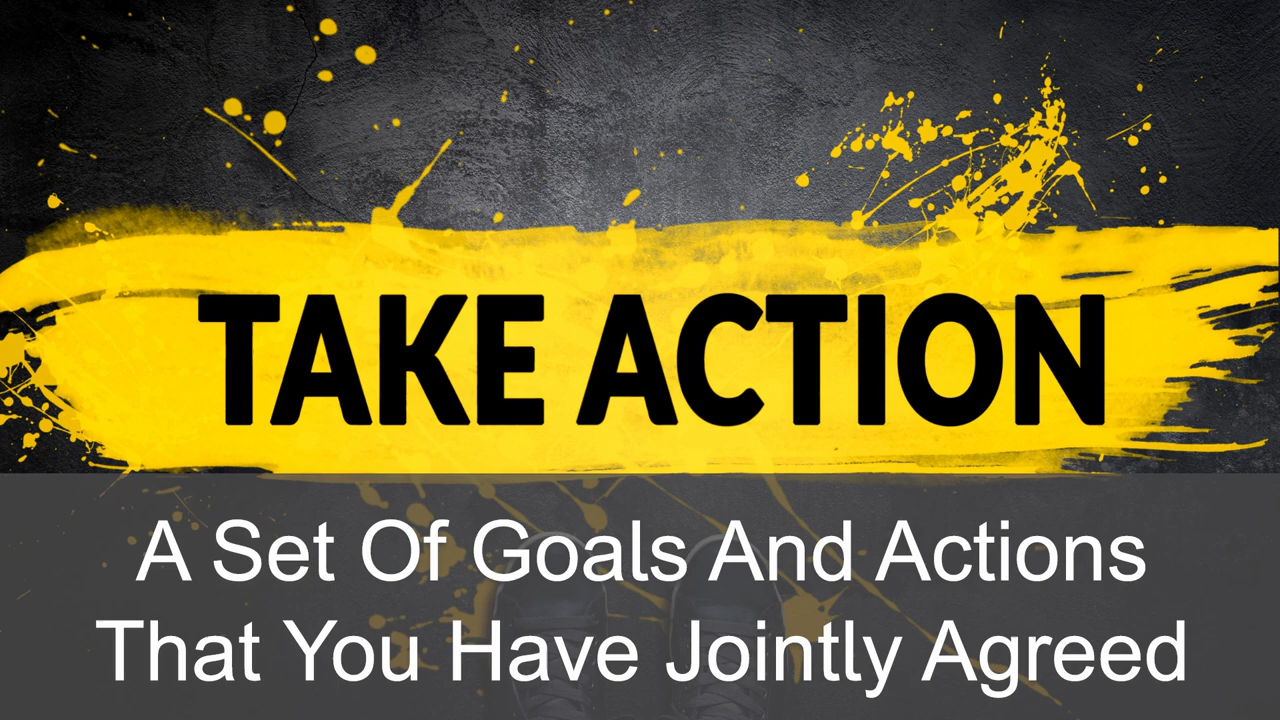 TAKE ACTION
A Set Of Goals And Actions
That You Have Jointly Agreed